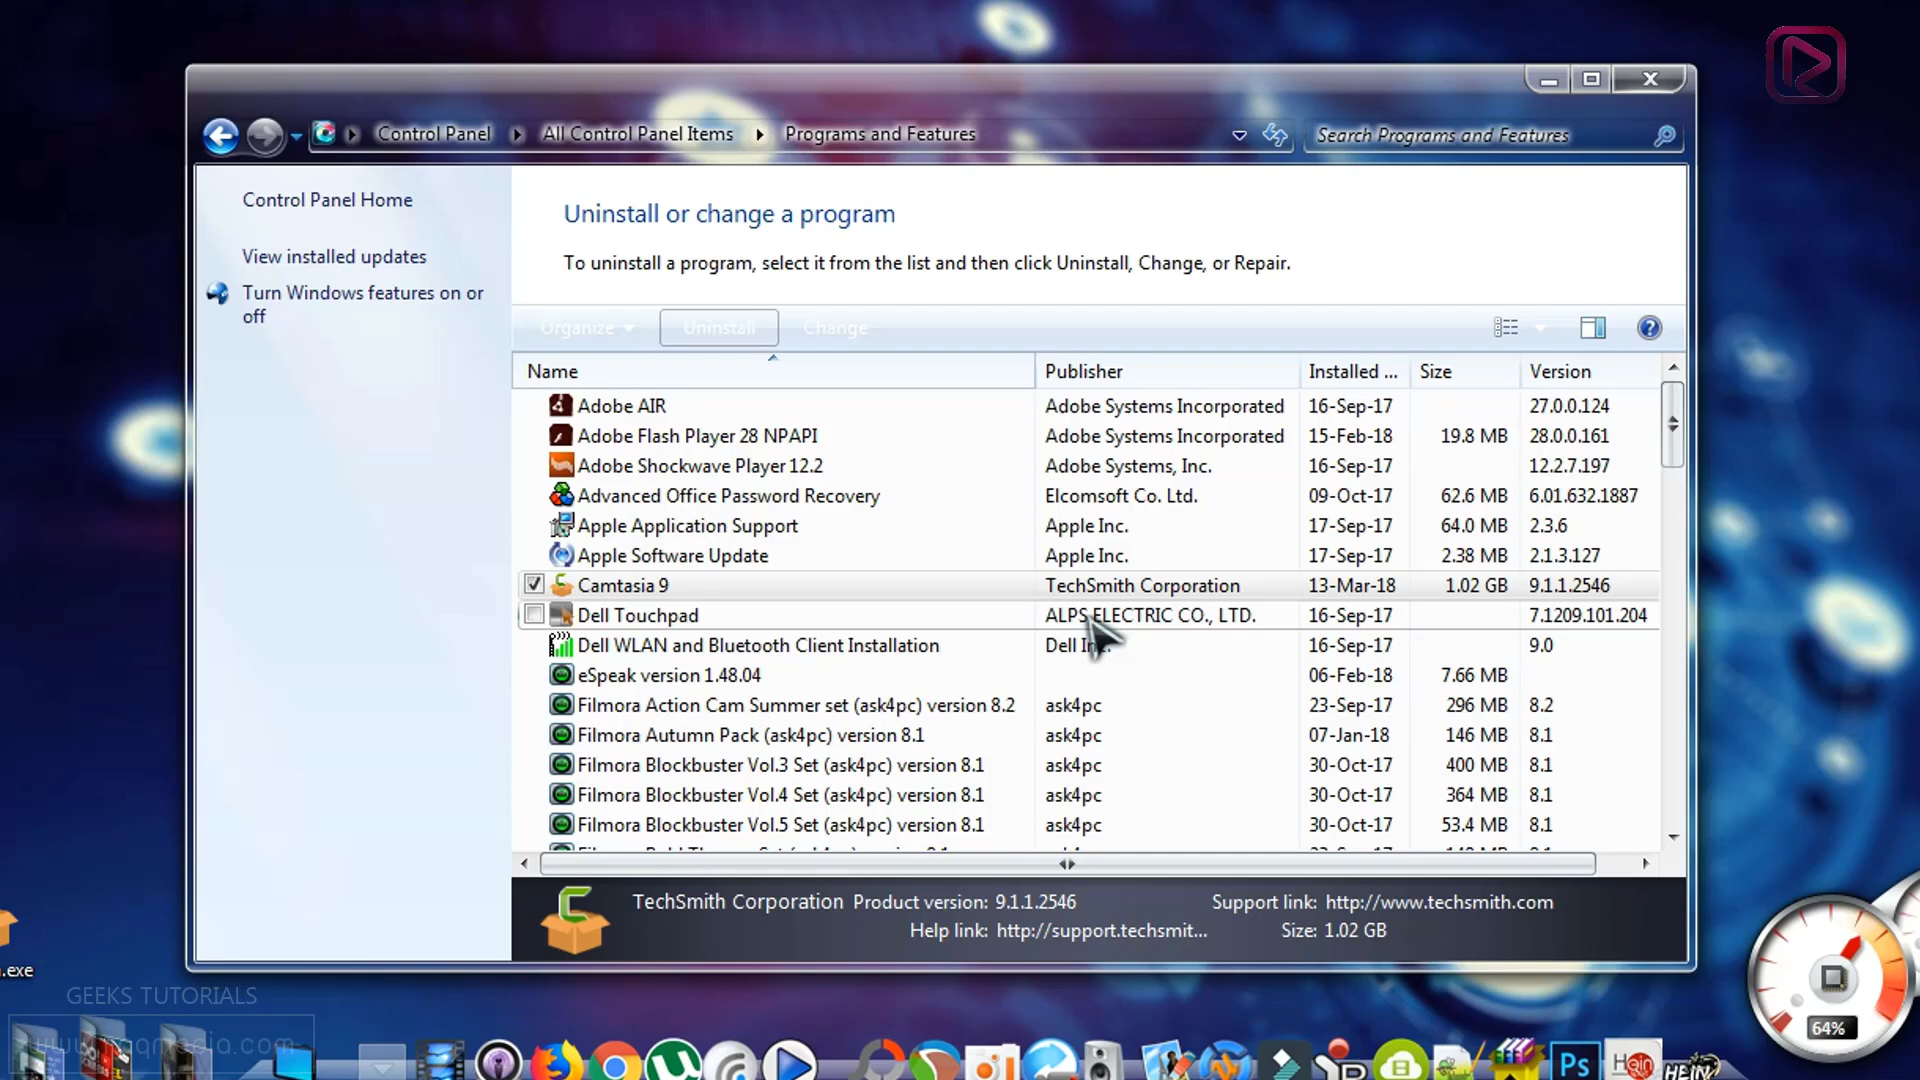 Control Panel All Control Panel Items Programs and Features Search Programs and Features
Control Panel Home
View installed updates
Turn Windows features on or
off
Uninstall or change a program
To uninstall a program, select it from the list and then click Uninstall, Change, or Repair.
Organize Uninstall Change
Name Publisher Installed ... Size Version
Adobe AIR Adobe Systems Incorporated 16-Sep-17 27.0.0.124
Adobe Flash Player 28 NPAPI Adobe Systems Incorporated 15-Feb-18 19.8 MB 28.0.0.161
Adobe Shockwave Player 12.2 Adobe Systems, Inc. 16-Sep-17 12.2.7.197
Advanced Office Password Recovery Elcomsoft Co. Ltd. 09-Oct-17 62.6 MB 6.01.632.1887
Apple Application Support Apple Inc. 17-Sep-17 64.0 MB 2.3.6
Apple Software Update Apple Inc. 17-Sep-17 2.38 MB 2.1.3.127
Camtasia 9 TechSmith Corporation 13-Mar-18 1.02 GB 9.1.1.2546
Dell Touchpad ALPS ELECTRIC CO., LTD. 16-Sep-17 7.1209.101.204
Dell WLAN and Bluetooth Client Installation Dell Inc. 16-Sep-17 9.0
eSpeak version 1.48.04 06-Feb-18 7.66 MB
Filmora Action Cam Summer set (ask4pc) version 8.2 ask4pc 23-Sep-17 296 MB 8.2
Filmora Autumn Pack (ask4pc) version 8.1 ask4pc 07-Jan-18 146 MB 8.1
Filmora Blockbuster Vol.3 Set (ask4pc) version 8.1 ask4pc 30-Oct-17 400 MB 8.1
Filmora Blockbuster Vol.4 Set (ask4pc) version 8.1 ask4pc 30-Oct-17 364 MB 8.1
Filmora Blockbuster Vol.5 Set (ask4pc) version 8.1 ask4pc 30-Oct-17 53.4 MB 8.1
TechSmith Corporation Product version: 9.1.1.2546 Support link: http://www.techsmith.com
Help link: http://support.techsmit... Size: 1.02 GB
.exe
GEEKS TUTORIALS
64%
Ps
Hein
HEIN